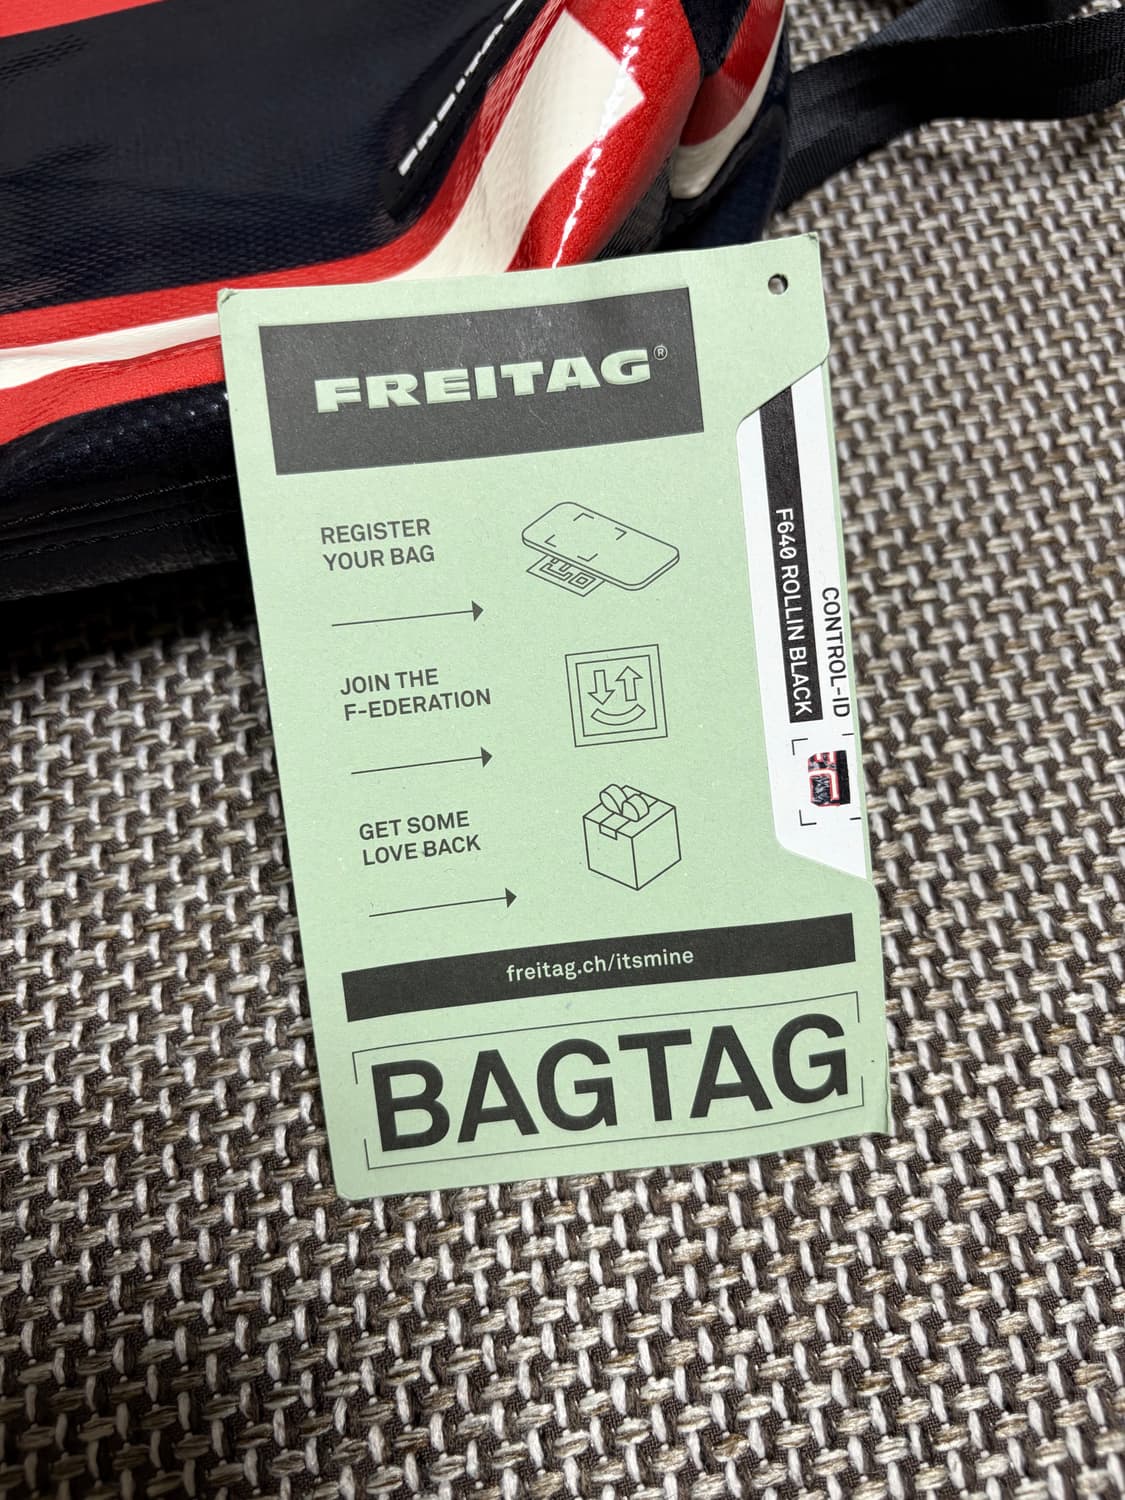 FREITAG
FREITAG®
REGISTER
YOUR BAG
JOIN THE
F-EDERATION
GET SOME
LOVE BACK
F640 ROLLIN BLACK
CONTROL-ID
freitag.ch/itsmine
BAGTAG